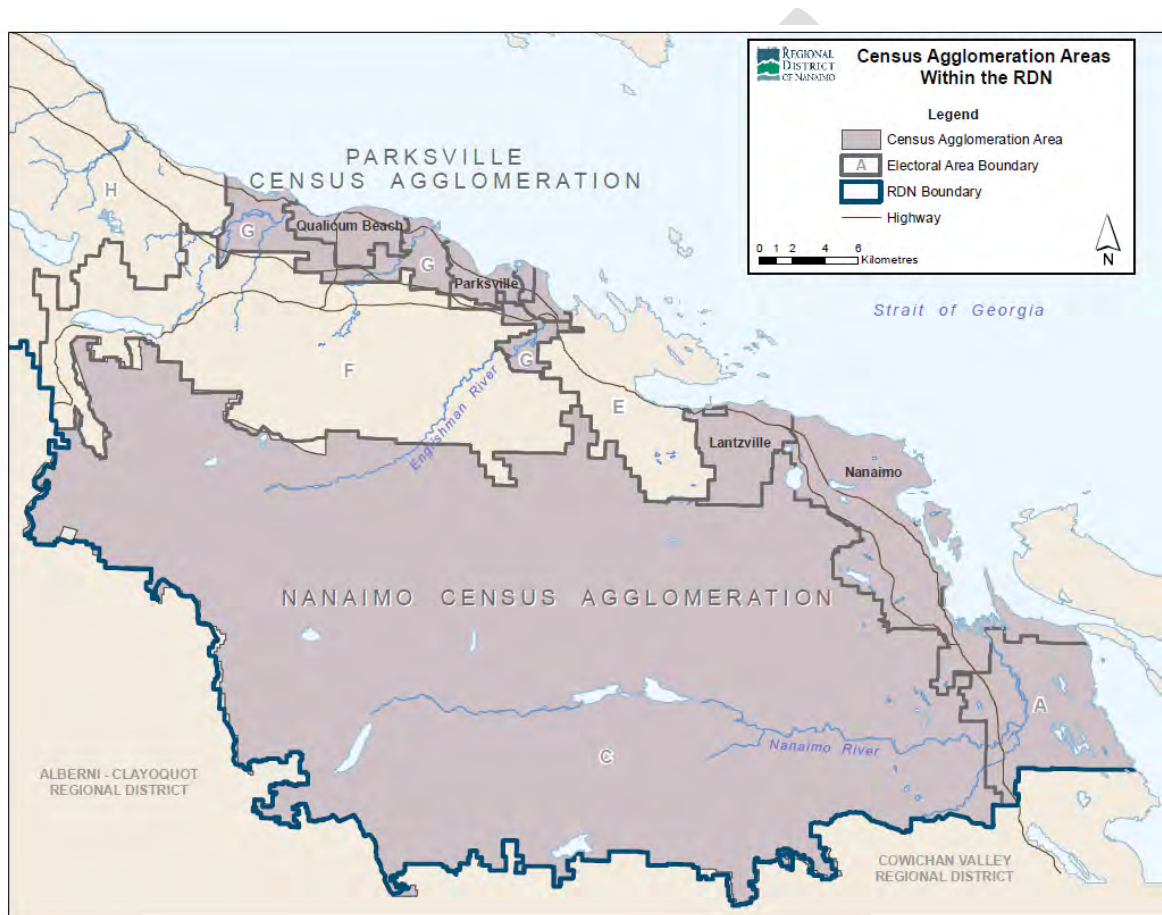 REGIONAL
DISTRICT
OF NANAIMO
Census Agglomeration Areas
Within the RDN
Legend
Census Agglomeration Area
A
Electoral Area Boundary
RDN Boundary
Highway
0 1 2 4 6
Kilometres
N
PARKSVILLE
CENSUS AGGLOMERATION
H
G
Qualicum Beach
G
Parksville
Strait of Georgia
G
F
E
Englishman River
Lantzville
Nanaimo
NANAIMO CENSUS AGGLOMERATION
A
Nanaimo River
C
ALBERNI - CLAYOQUOT
REGIONAL DISTRICT
COWICHAN VALLEY
REGIONAL DISTRICT